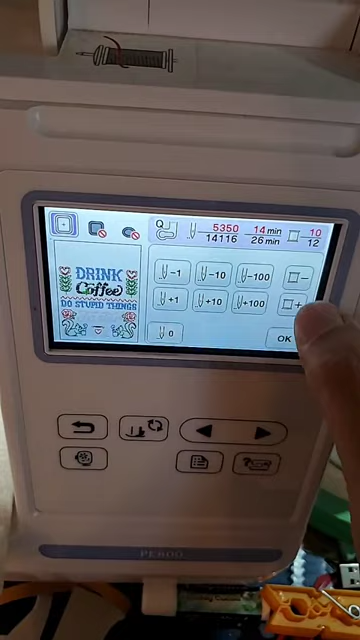 Q 5350 14 min 10
14116 26 min 12
DRINK
Coffee
DO STUPID THINGS
-1 -10 -100 -
+1 +10 +100 +
0
OK
PE800